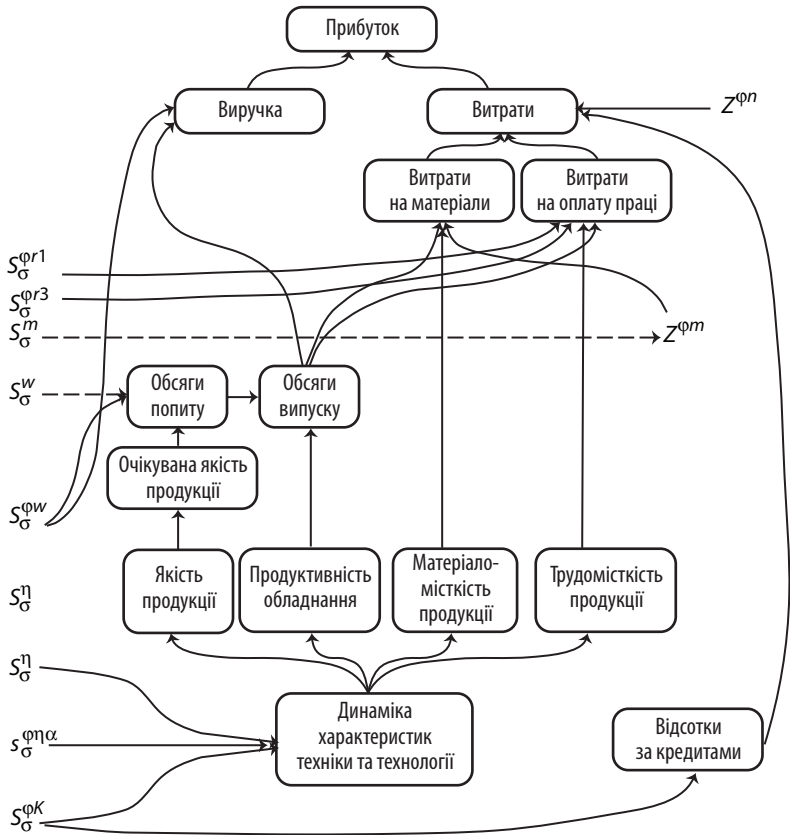 Прибуток
Виручка
Витрати
Z^φn
Витрати
на матеріали
Витрати
на оплату праці
S_σ^φr1
S_σ^φr3
S_σ^m
Z^φm
S_σ^w
Обсяги
попиту
Обсяги
випуску
Очікувана якість
продукції
S_σ^φw
Якість
продукції
Продуктивність
обладнання
Матеріало-
місткість
продукції
Трудомісткість
продукції
S_σ^η
S_σ^η
Динаміка
характеристик
техніки та технології
Відсотки
за кредитами
s_σ^φηα
S_σ^φK